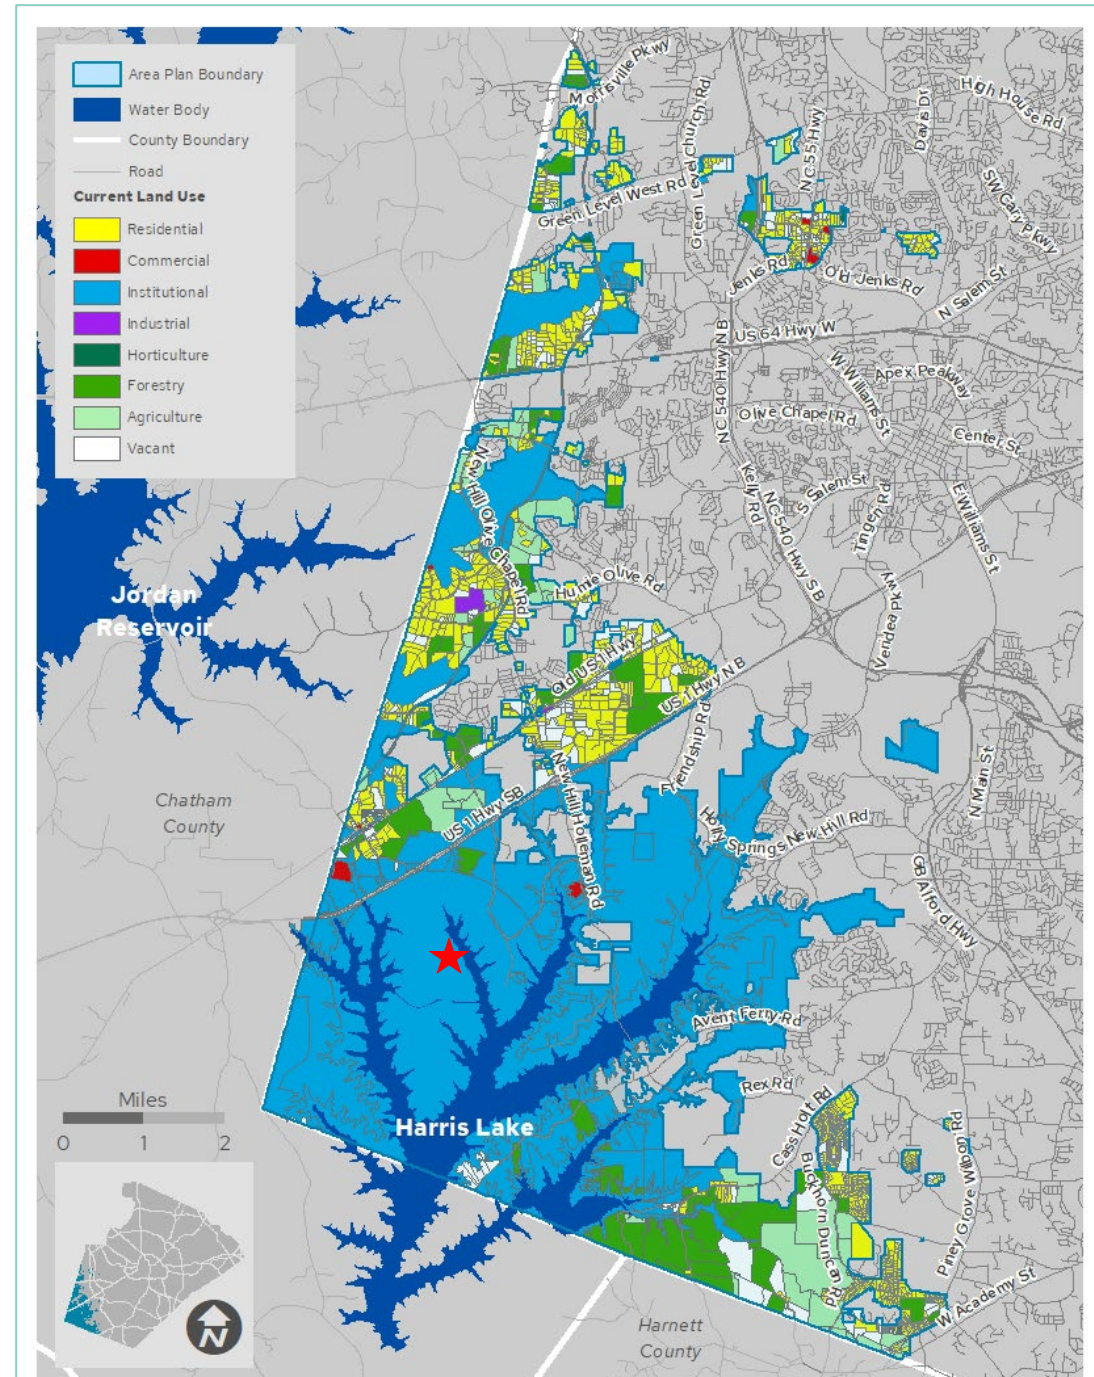 Area Plan Boundary
Water Body
County Boundary
Road
Current Land Use
Residential
Commercial
Institutional
Industrial
Horticulture
Forestry
Agriculture
Vacant
Morrisville Pkwy
High House Rd
Davis Dr
NC 55 Hwy
Green Level Church Rd
SW Cary Pkwy
Green Level West Rd
Jenks Rd
Old Jenks Rd
N Salem St
US 64 Hwy W
NC 540 Hwy NB
W Williams St
Apex Peakway
Olive Chapel Rd
Center St
New Hill Olive Chapel Rd
Kelly Rd
S Salem St
Tingen Rd
E Williams St
NC 540 Hwy SB
Humie Olive Rd
Jordan
Reservoir
Veridea Pkwy
Old US 1 Hwy
US 1 Hwy NB
Friendship Rd
New Hill Holleman Rd
N Main St
Chatham
County
US 1 Hwy SB
Holly Springs New Hill Rd
GB Alford Hwy
Avent Ferry Rd
Rex Rd
Miles
0 1 2
Harris Lake
Cass Holt Rd
Buckhorn Duncan Rd
Piney Grove Wilbon Rd
W Academy St
N
Harnett
County